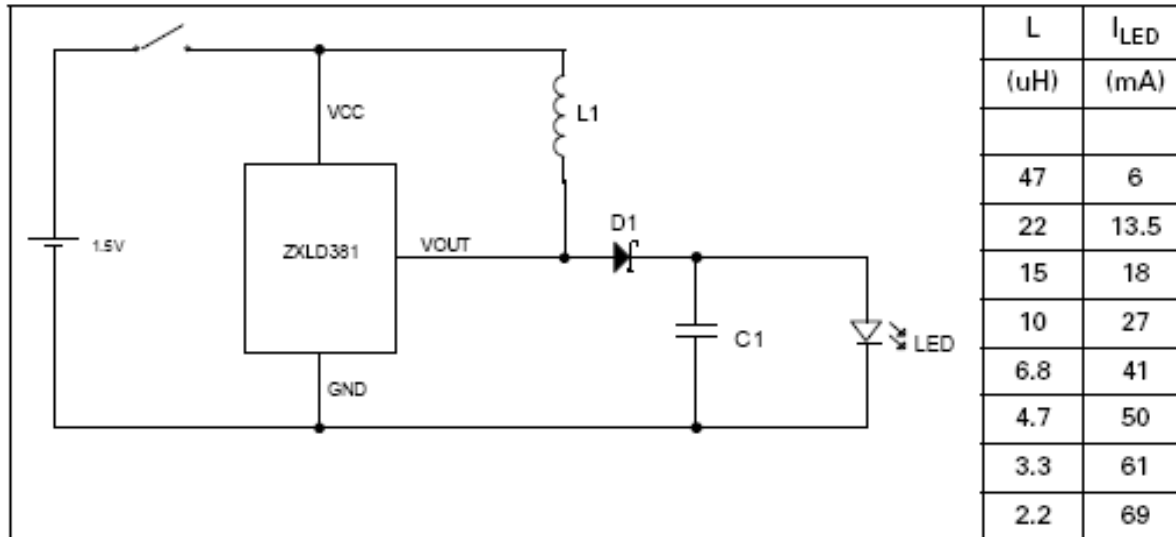 L I_LED
(uH) (mA)
VCC
L1
47 6
D1
22 13.5
1.5V ZXLD381 VOUT
15 18
10 27
C1 LED
6.8 41
GND
4.7 50
3.3 61
2.2 69